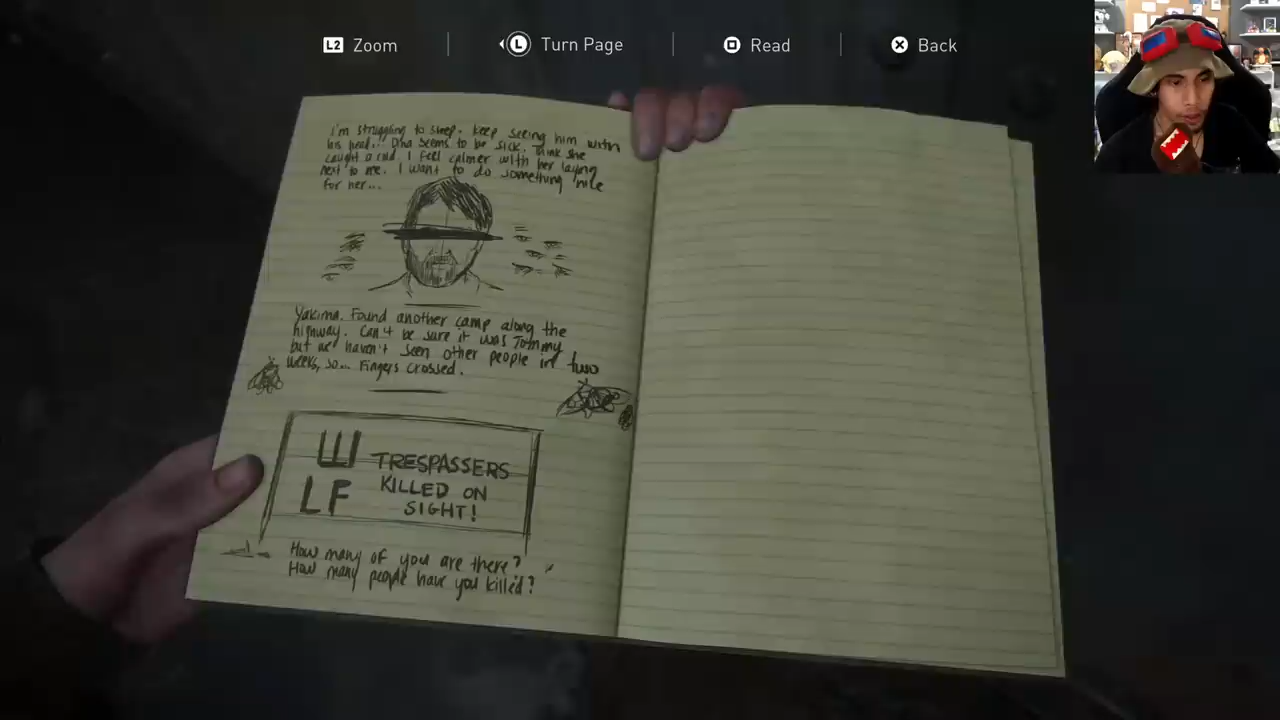 L2 Zoom
L Turn Page
Read
Back
I'm struggling to sleep. Keep seeing him with
his head... Dina seems to be sick. Think she
caught a cold. I feel calmer with her laying
next to me. I want to do something nice
for her...
Yakima. Found another camp along the
highway. Can't be sure it was Tommy
but we haven't seen other people in two
weeks, so... Fingers crossed.
W TRESPASSERS
LF KILLED ON
SIGHT!
How many of you are there?
How many people have you killed?